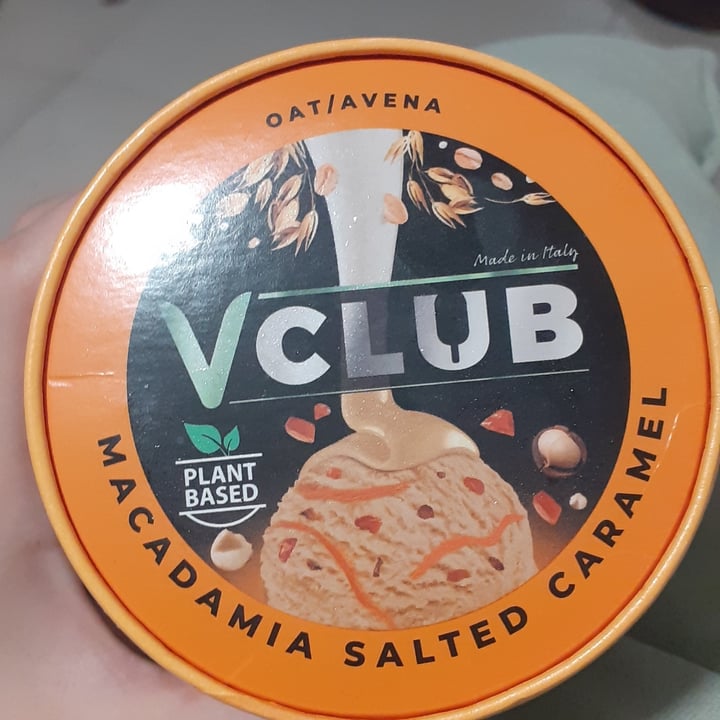 OAT/AVENA
Made in Italy
VCLUB
PLANT
BASED
MACADAMIA SALTED CARAMEL